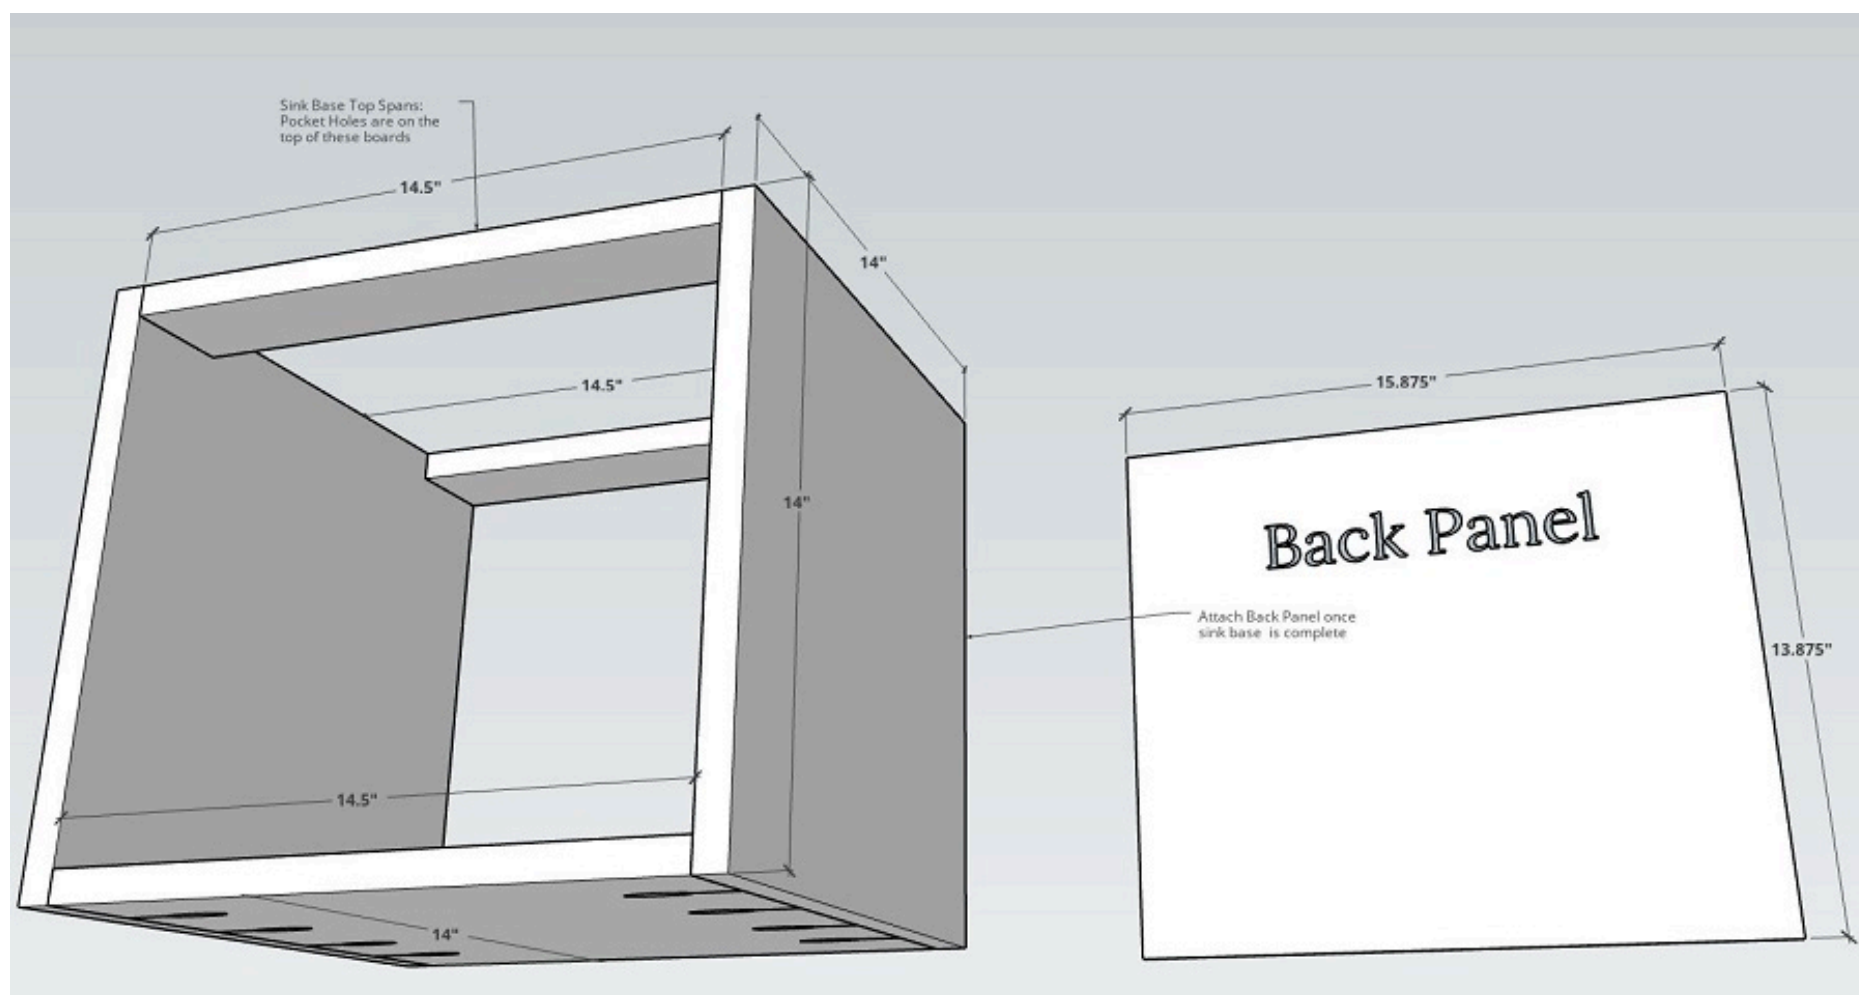 Sink Base Top Spans:
Pocket Holes are on the
top of these boards
14.5"
14"
14.5"
14"
14.5"
14"
15.875"
Back Panel
Attach Back Panel once
sink base is complete
13.875"